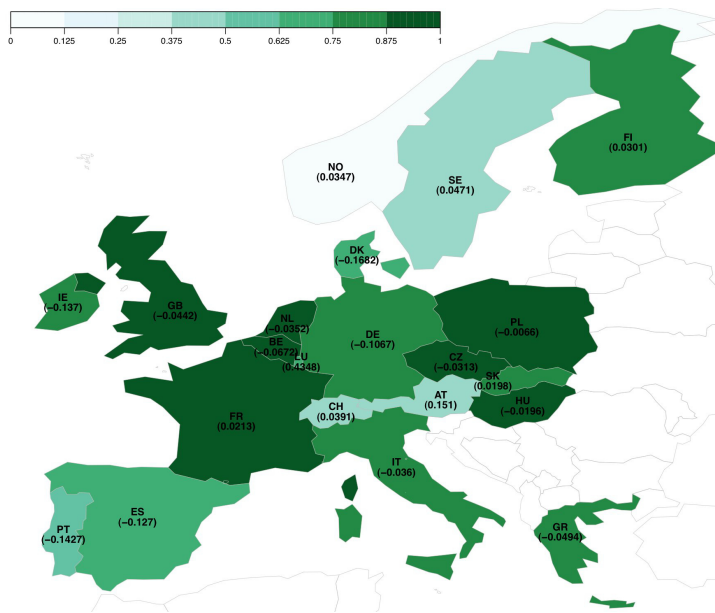 0 0.125 0.25 0.375 0.5 0.625 0.75 0.875 1
FI
(0.0301)
NO
(0.0347)
SE
(0.0471)
DK
(−0.1682)
IE
(−0.137)
GB
(−0.0442)
NL
(−0.0352)
PL
(−0.0066)
DE
(−0.1067)
BE
(−0.0672)
LU
(0.4348)
CZ
(−0.0313)
SK
(0.0198)
AT
(0.151)
HU
(−0.0196)
CH
(0.0391)
FR
(0.0213)
IT
(−0.036)
ES
(−0.127)
PT
(−0.1427)
GR
(−0.0494)